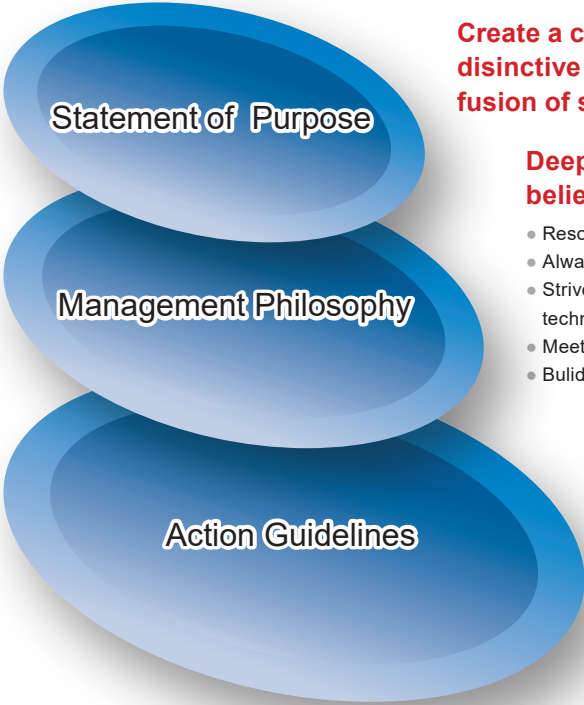 Statement of Purpose
Create a c
disinctive
fusion of s
Deep
belie
Management Philosophy
• Reso
• Alwa
• Strive
techn
• Meet
• Bulid
Action Guidelines